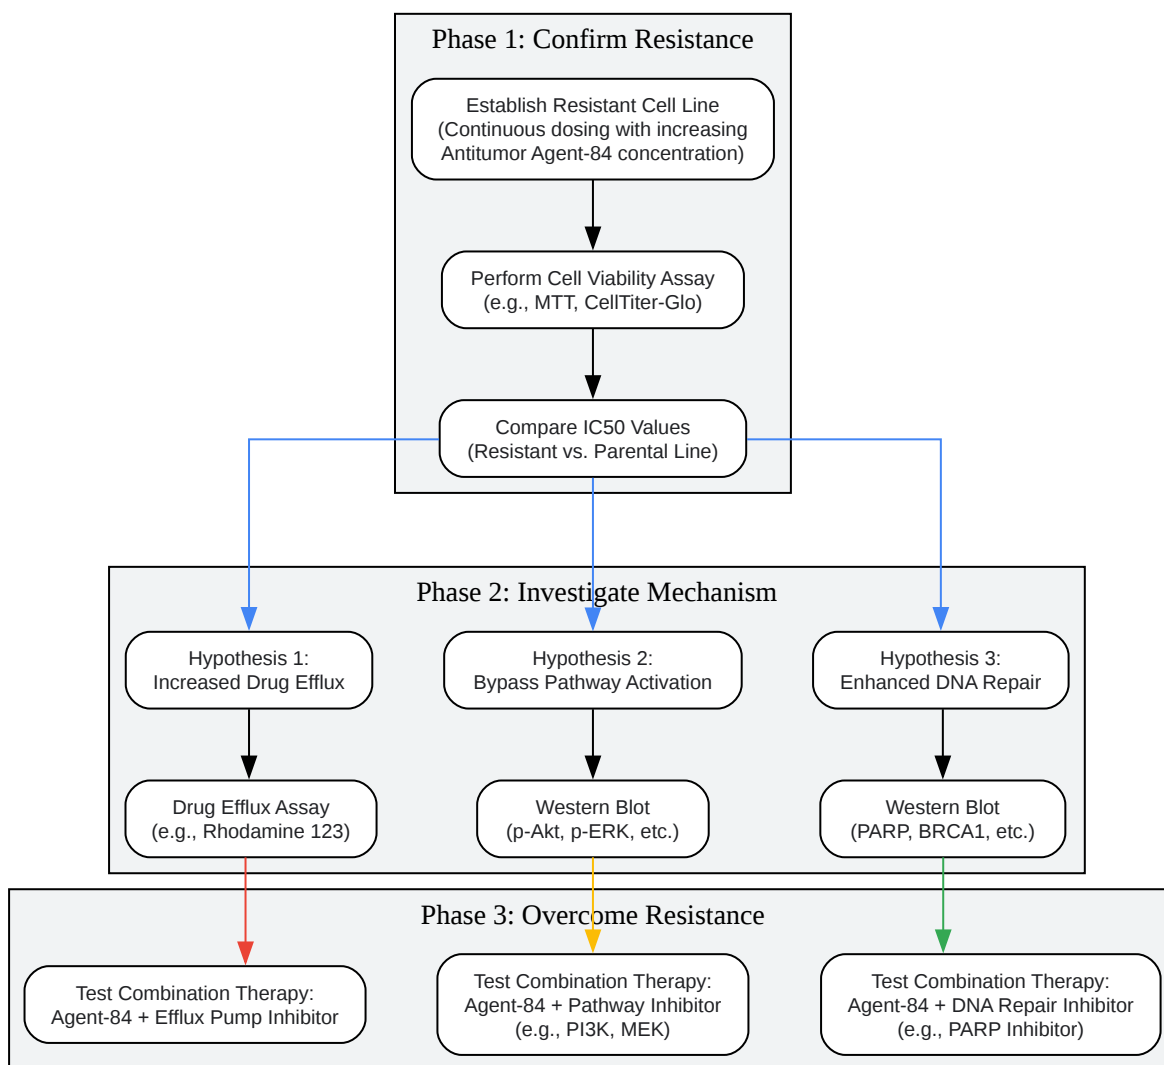 Phase 1: Confirm Resistance
Establish Resistant Cell Line
(Continuous dosing with increasing
Antitumor Agent-84 concentration)
Perform Cell Viability Assay
(e.g., MTT, CellTiter-Glo)
Compare IC50 Values
(Resistant vs. Parental Line)
Phase 2: Investigate Mechanism
Hypothesis 1:
Increased Drug Efflux
Hypothesis 2:
Bypass Pathway Activation
Hypothesis 3:
Enhanced DNA Repair
Drug Efflux Assay
(e.g., Rhodamine 123)
Western Blot
(p-Akt, p-ERK, etc.)
Western Blot
(PARP, BRCA1, etc.)
Phase 3: Overcome Resistance
Test Combination Therapy:
Agent-84 + Efflux Pump Inhibitor
Test Combination Therapy:
Agent-84 + Pathway Inhibitor
(e.g., PI3K, MEK)
Test Combination Therapy:
Agent-84 + DNA Repair Inhibitor
(e.g., PARP Inhibitor)